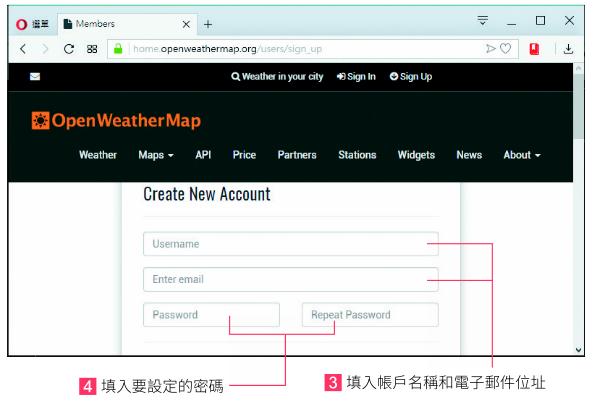 選單 Members
home.openweathermap.org/users/sign_up
Weather in your city Sign In Sign Up
OpenWeatherMap
Weather Maps API Price Partners Stations Widgets News About
Create New Account
Username
Enter email
Password Repeat Password
4 填入要設定的密碼
3 填入帳戶名稱和電子郵件位址